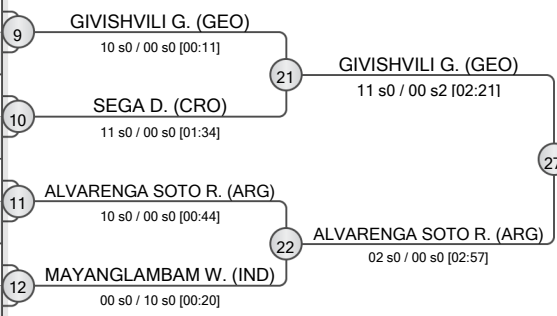 9
GIVISHVILI G. (GEO)
10 s0 / 00 s0 [00:11]
21
GIVISHVILI G. (GEO)
11 s0 / 00 s2 [02:21]
10
SEGA D. (CRO)
11 s0 / 00 s0 [01:34]
27
11
ALVARENGA SOTO R. (ARG)
10 s0 / 00 s0 [00:44]
22
ALVARENGA SOTO R. (ARG)
02 s0 / 00 s0 [02:57]
12
MAYANGLAMBAM W. (IND)
00 s0 / 10 s0 [00:20]